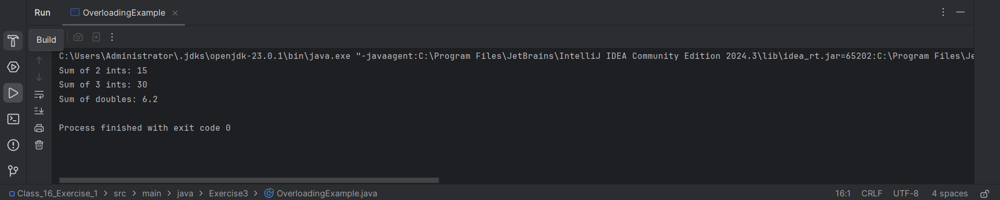 Run OverloadingExample
Build
C:\Users\Administrator\.jdks\openjdk-23.0.1\bin\java.exe "-javaagent:C:\Program Files\JetBrains\IntelliJ IDEA Community Edition 2024.3\lib\idea_rt.jar=65202:C:\Program Files\Je
Sum of 2 ints: 15
Sum of 3 ints: 30
Sum of doubles: 6.2
Process finished with exit code 0
Class_16_Exercise_1 > src > main > java > Exercise3 > OverloadingExample.java 16:1 CRLF UTF-8 4 spaces